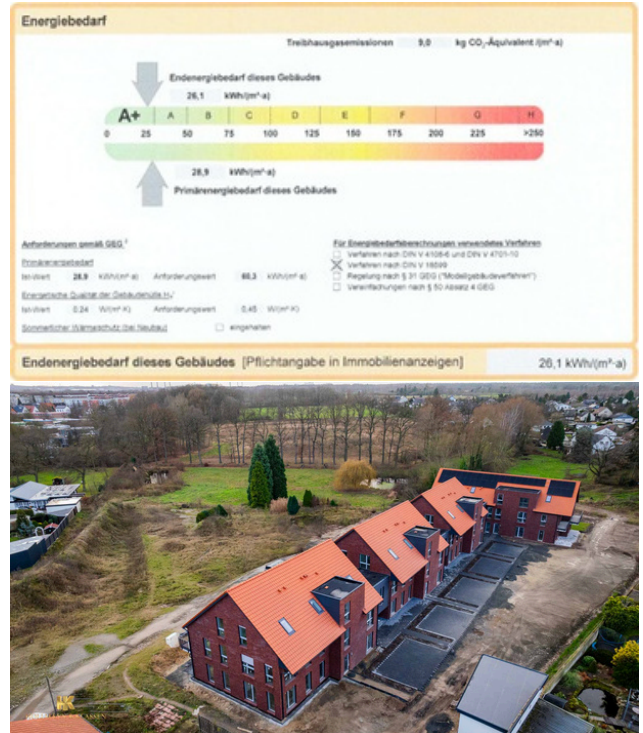 Energiebedarf
Treibhausgasemissionen 9,0 kg CO₂-Äquivalent /(m²·a)
Endenergiebedarf dieses Gebäudes
26,1 kWh/(m²·a)
A+ A B C D E F G H
0 25 50 75 100 125 150 175 200 225 >250
28,9 kWh/(m²·a)
Primärenergiebedarf dieses Gebäudes
Anforderungen gemäß GEG ²
Primärenergiebedarf
Ist-Wert 28,9 kWh/(m²·a) Anforderungswert 60,3 kWh/(m²·a)
Energetische Qualität der Gebäudehülle H_T'
Ist-Wert 0,24 W/(m²·K) Anforderungswert 0,45 W/(m²·K)
Sommerlicher Wärmeschutz (bei Neubau) eingehalten
Für Energiebedarfsberechnungen verwendetes Verfahren
Verfahren nach DIN V 4108-6 und DIN V 4701-10
Verfahren nach DIN V 18599
Regelung nach § 31 GEG ("Modellgebäudeverfahren")
Vereinfachungen nach § 50 Absatz 4 GEG
Endenergiebedarf dieses Gebäudes [Pflichtangabe in Immobilienanzeigen] 26,1 kWh/(m²·a)